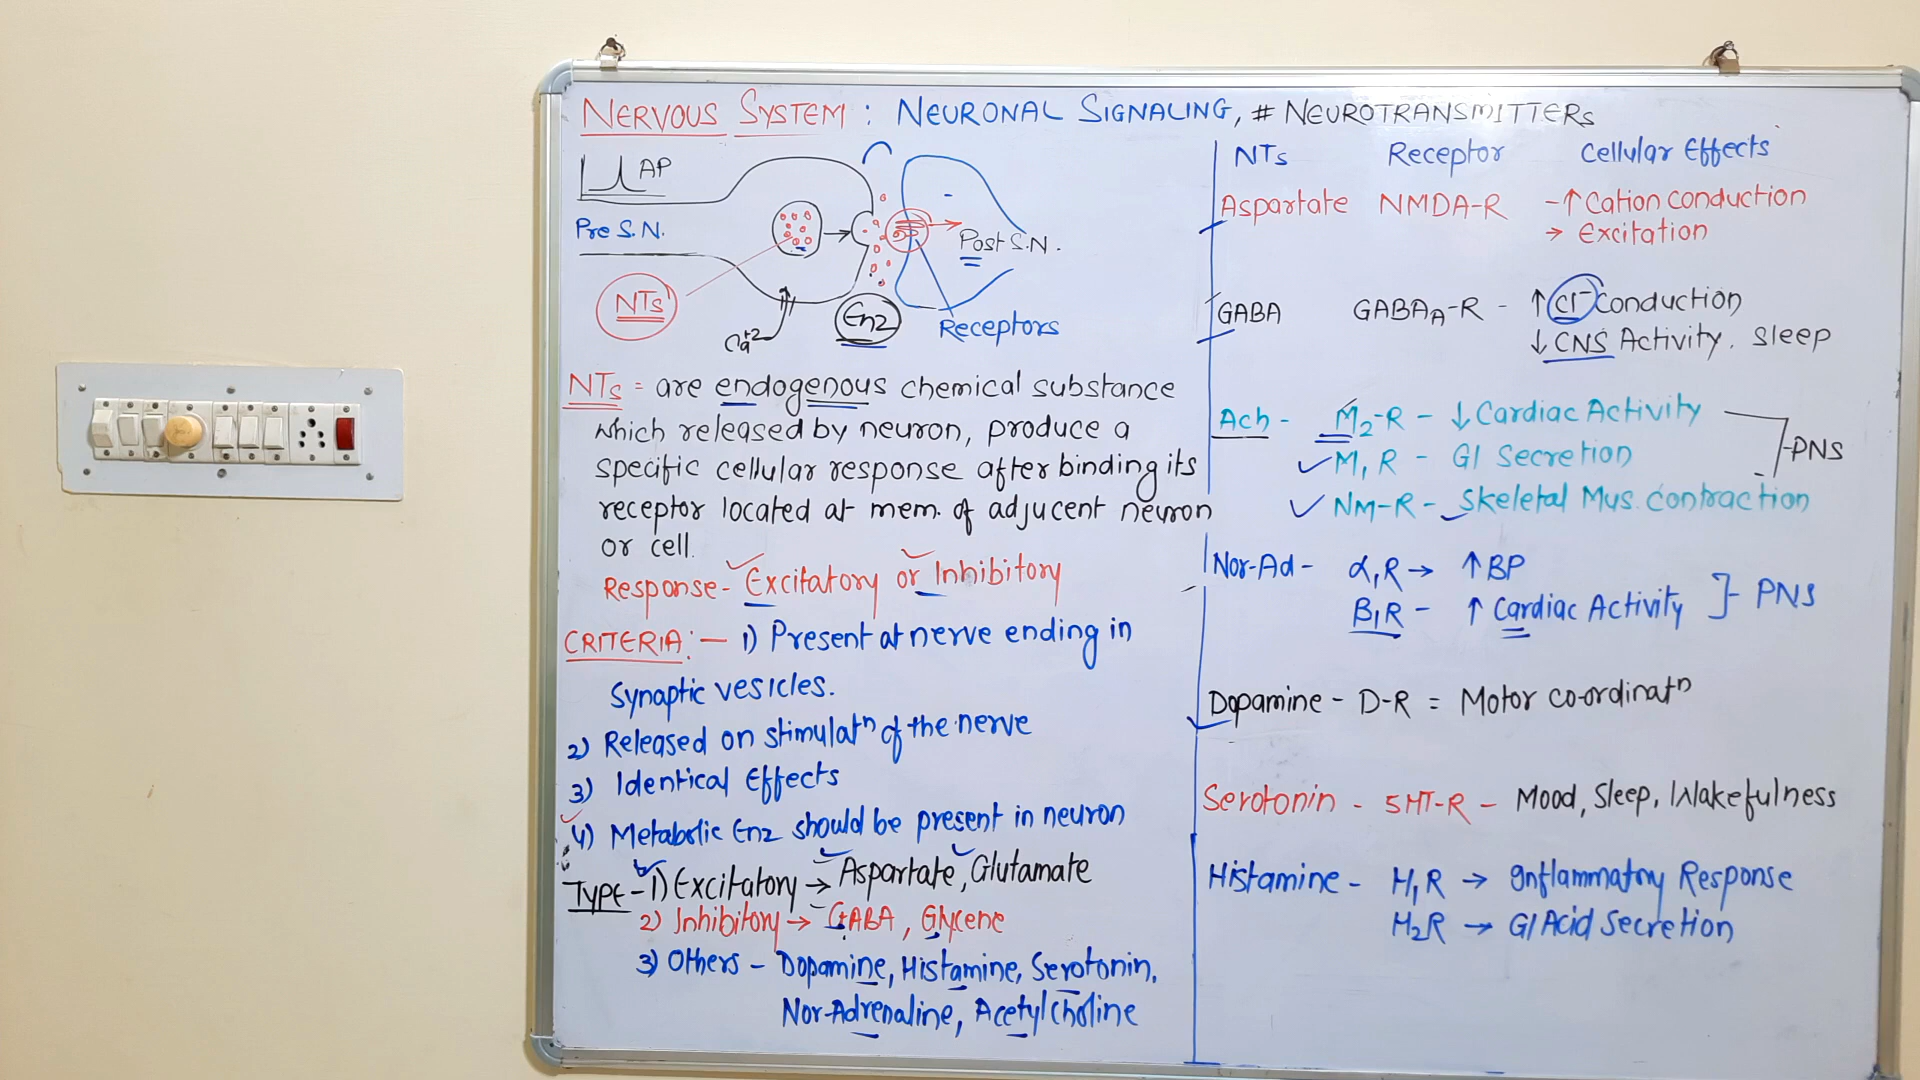 NERVOUS SYSTEM : NEURONAL SIGNALING, # NEUROTRANSMITTERS
AP
Pre S.N.
Post S.N.
NTs
Ca+2
Enz
Receptors
NTs = are endogenous chemical substance
which released by neuron, produce a
specific cellular response after binding its
receptor located at mem. of adjucent neuron
or cell.
Response - Excitatory or Inhibitory
CRITERIA: - 1) Present at nerve ending in
Synaptic vesicles.
2) Released on stimulatn of the nerve
3) Identical Effects
4) Metabolic Enz should be present in neuron
TYPE - 1) Excitatory → Aspartate, Glutamate
2) Inhibitory → GABA, Glycene
3) Others - Dopamine, Histamine, Serotonin,
Nor-Adrenaline, Acetylcholine
NTs Receptor Cellular Effects
Aspartate NMDA-R - ↑ Cation conduction
→ Excitation
GABA GABAA-R - ↑ Cl- Conduction
↓ CNS Activity. Sleep
Ach - M2-R - ↓ Cardiac Activity
M1R - GI Secretion
PNS
NM-R - Skeletal Mus. contraction
Nor-Ad - α1R → ↑ BP
B1R - ↑ Cardiac Activity } - PNS
Dopamine - D-R = Motor co-ordinatn
Serotonin - 5HT-R - Mood, Sleep, Wakefulness
Histamine - H1R → Inflammatory Response
H2R → GI Acid Secretion